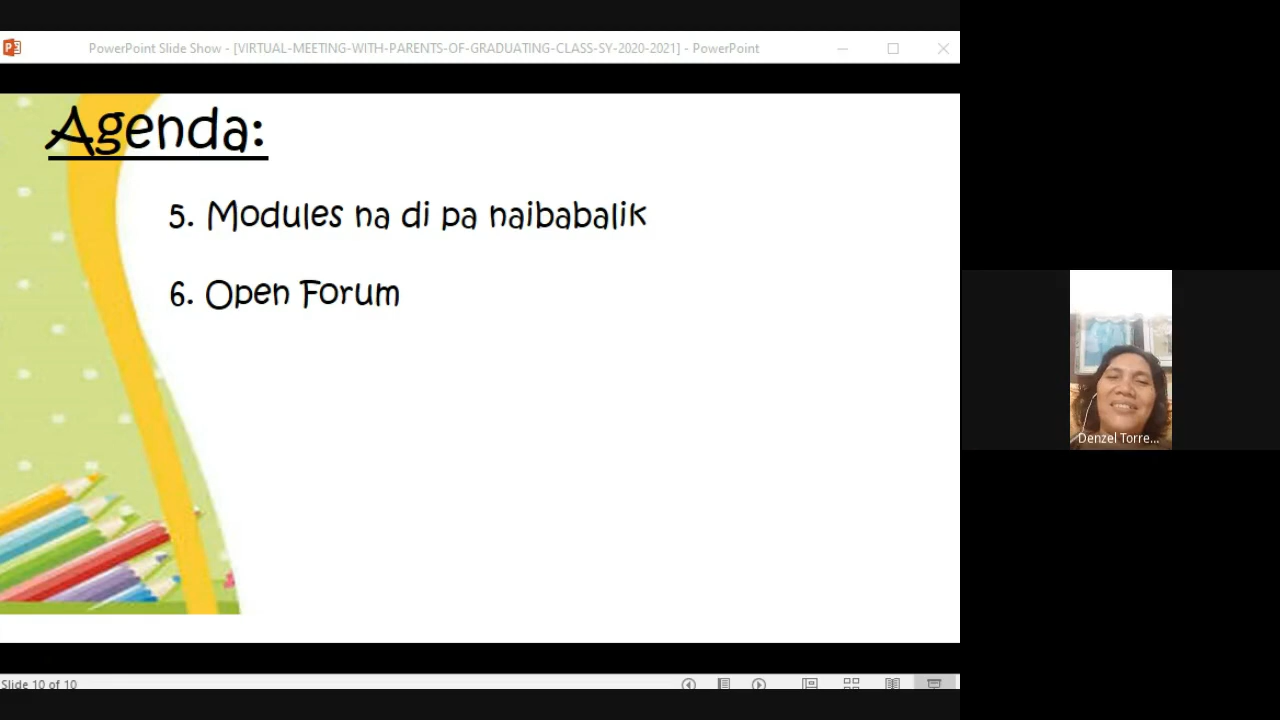 PowerPoint Slide Show - [VIRTUAL-MEETING-WITH-PARENTS-OF-GRADUATING-CLASS-SY-2020-2021] - PowerPoint
Agenda:
5. Modules na di pa naibabalik
6. Open Forum
Denzel Torre...
Slide 10 of 10